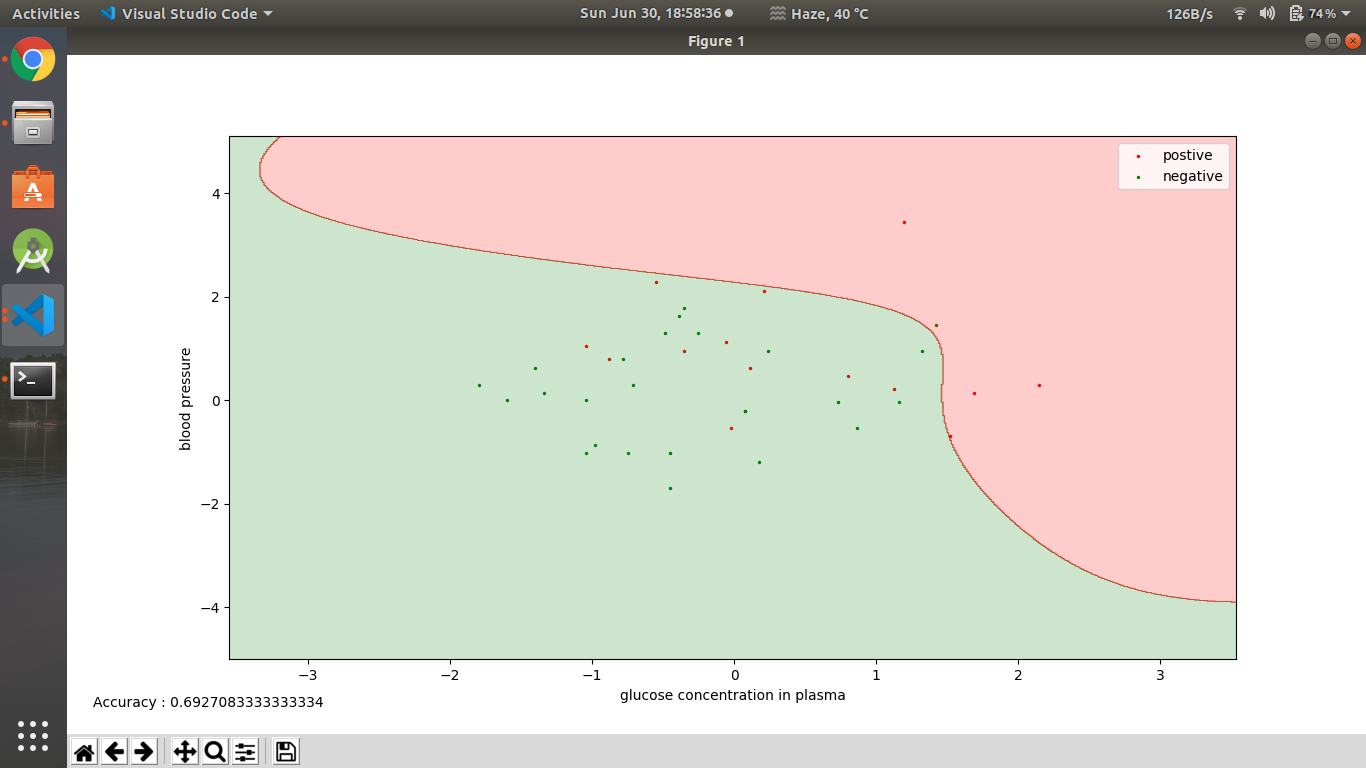 Activities Visual Studio Code Sun Jun 30, 18:58:36 Haze, 40 °C 126B/s 74%
Figure 1
postive
negative
4
2
0
−2
−4
blood pressure
−3 −2 −1 0 1 2 3
glucose concentration in plasma
Accuracy : 0.6927083333333334